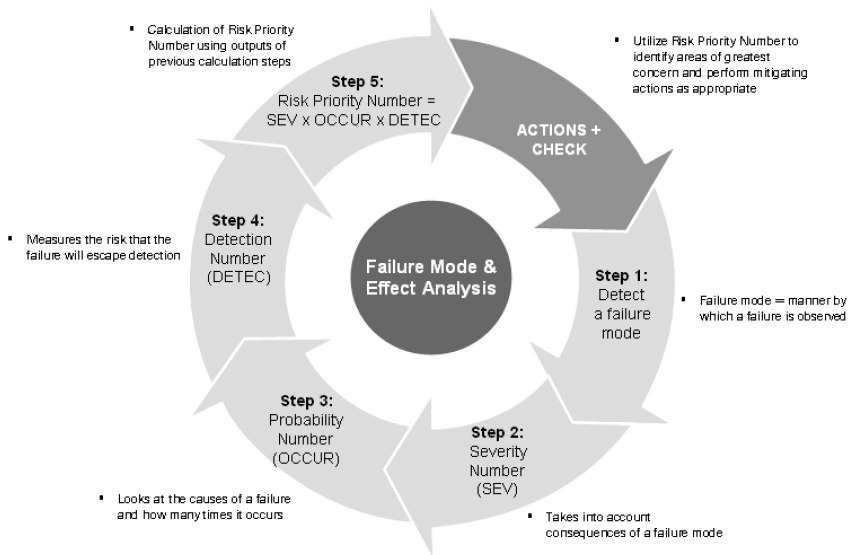 ▪ Calculation of Risk Priority
Number using outputs of
previous calculation steps
▪ Utilize Risk Priority Number to
identify areas of greatest
concern and perform mitigating
actions as appropriate
Step 5:
Risk Priority Number =
SEV x OCCUR x DETEC
ACTIONS +
CHECK
Step 4:
Detection
Number
(DETEC)
▪ Measures the risk that the
failure will escape detection
Failure Mode &
Effect Analysis
Step 1:
Detect
a failure
mode
▪ Failure mode = manner by
which a failure is observed
Step 3:
Probability
Number
(OCCUR)
Step 2:
Severity
Number
(SEV)
▪ Looks at the causes of a failure
and how many times it occurs
▪ Takes into account
consequences of a failure mode